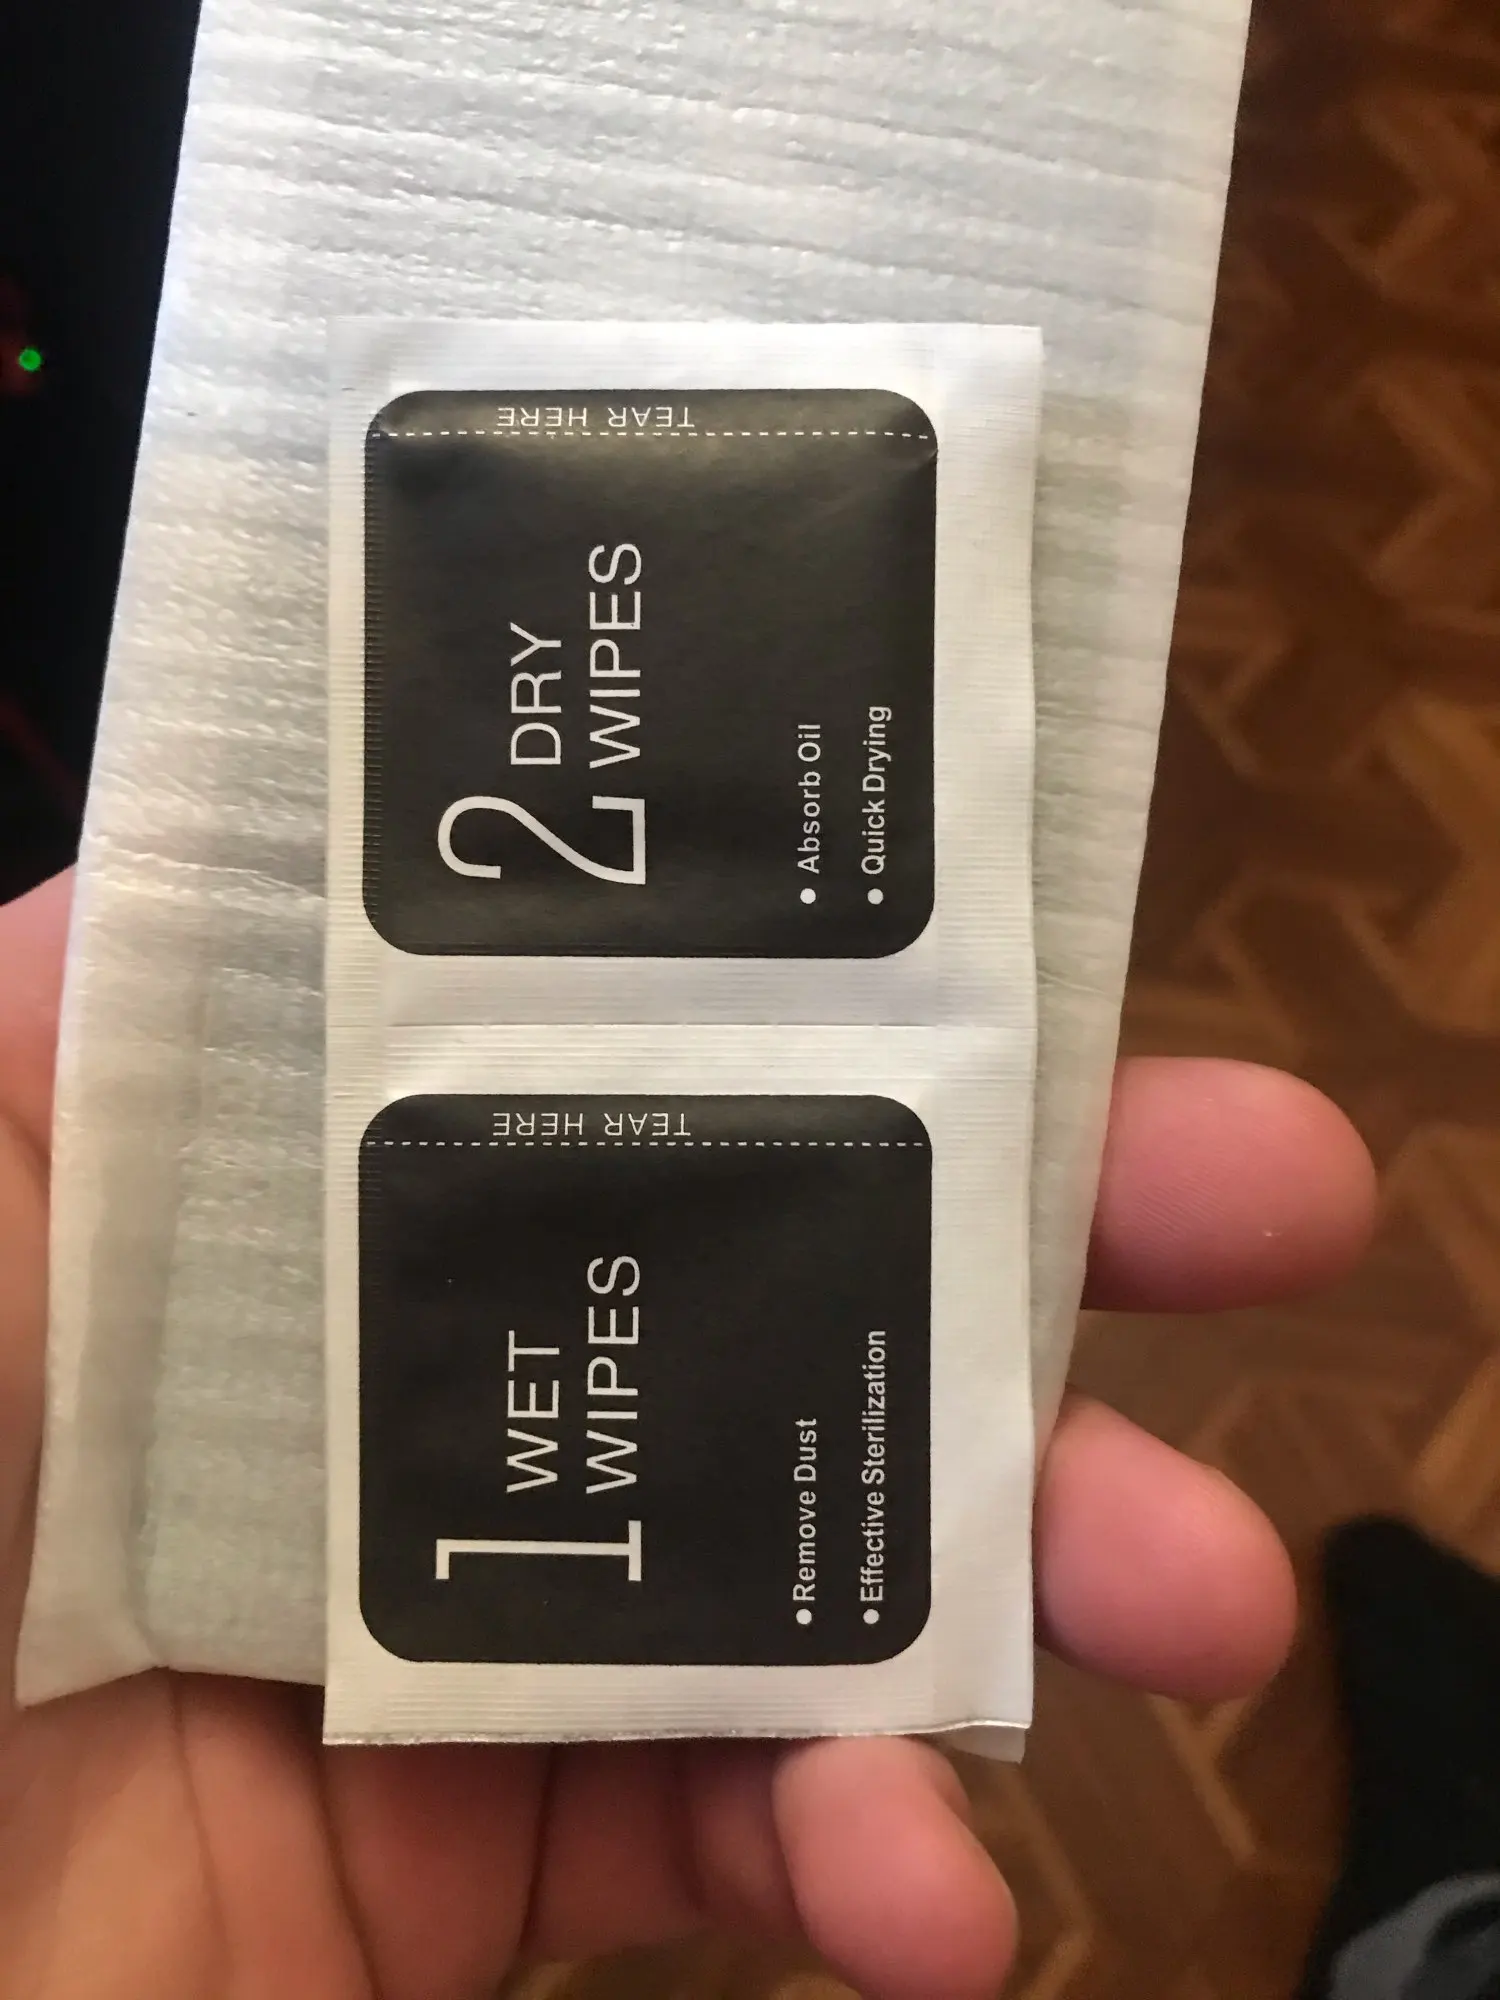 1 WET
WIPES
● Remove Dust
● Effective Sterilization
TEAR HERE
2 DRY
WIPES
● Absorb Oil
● Quick Drying
TEAR HERE